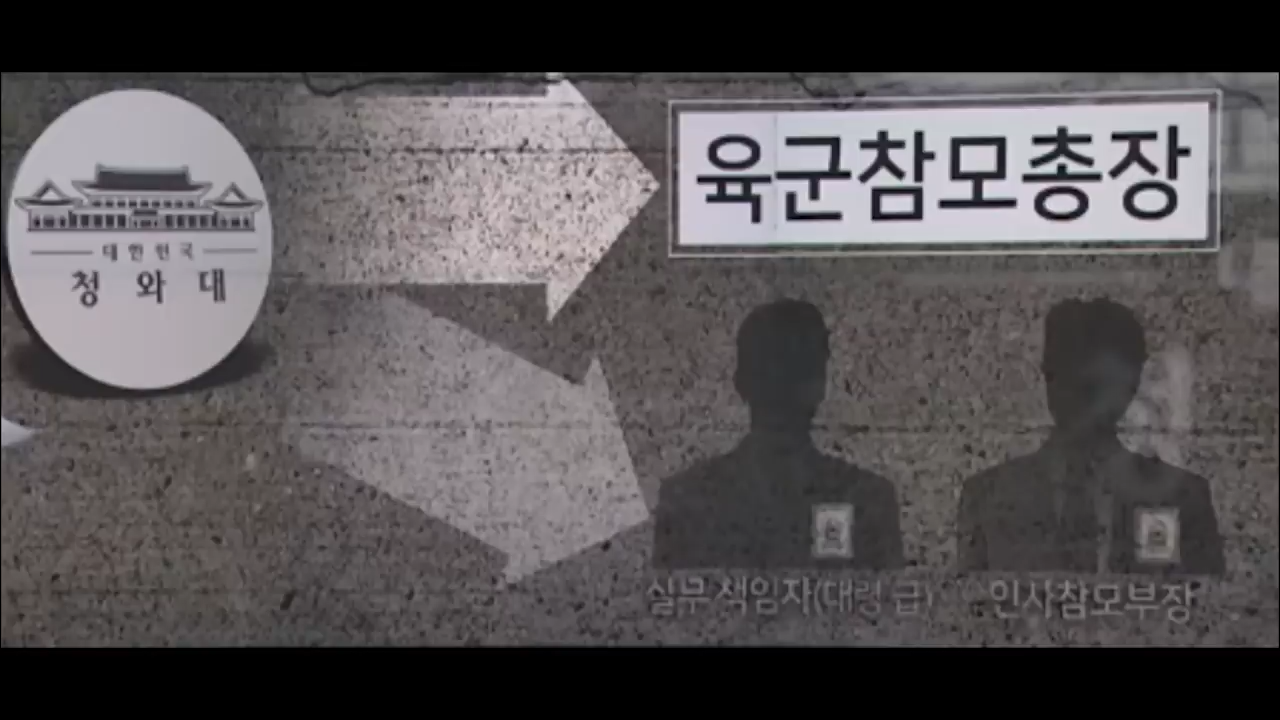 대한민국
청와대
육군참모총장
실무 책임자(대령 급)
인사참모부장